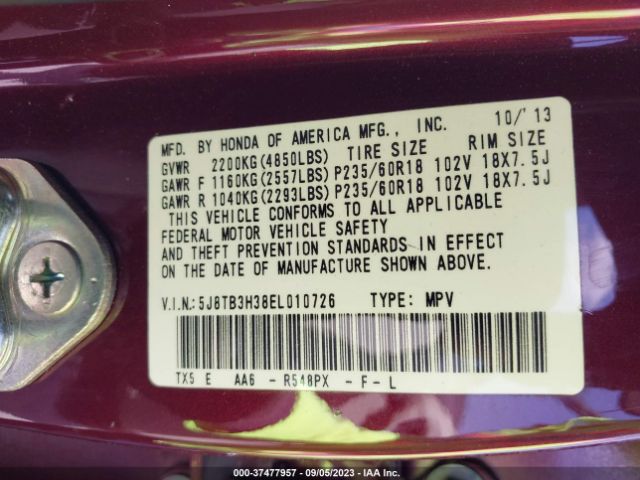 10/'13
MFD. BY HONDA OF AMERICA MFG., INC.
GVWR 2200KG(4850LBS) TIRE SIZE RIM SIZE
GAWR F 1160KG(2557LBS) P235/60R18 102V 18X7.5J
GAWR R 1040KG(2293LBS) P235/60R18 102V 18X7.5J
THIS VEHICLE CONFORMS TO ALL APPLICABLE
FEDERAL MOTOR VEHICLE SAFETY
AND THEFT PREVENTION STANDARDS IN EFFECT
ON THE DATE OF MANUFACTURE SHOWN ABOVE.
V.I.N.:5J8TB3H38EL010726 TYPE: MPV
TX5 E AA6 - R548PX - F - L
000-37477957 - 09/05/2023 - IAA Inc.